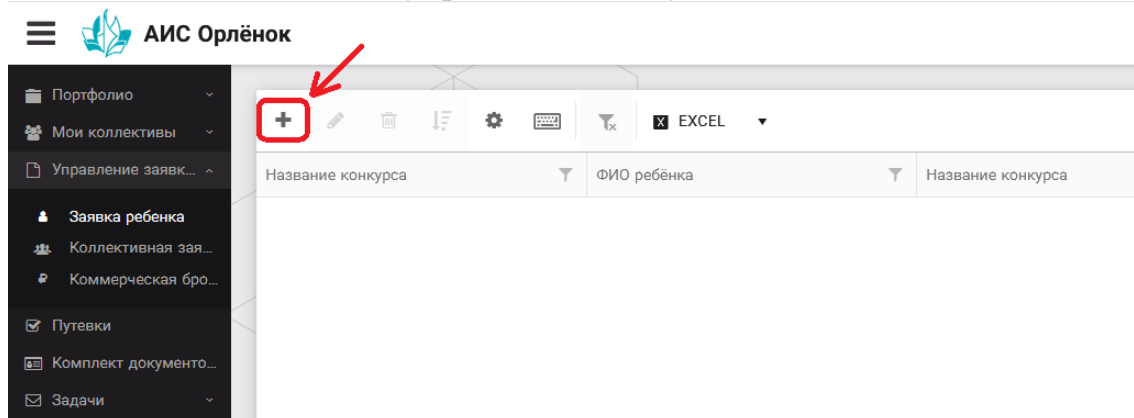 АИС Орлёнок
Портфолио
Мои коллективы
Управление заявк...
Заявка ребенка
Коллективная зая...
Коммерческая бро...
Путевки
Комплект документо...
Задачи
EXCEL
Название конкурса ФИО ребёнка Название конкурса